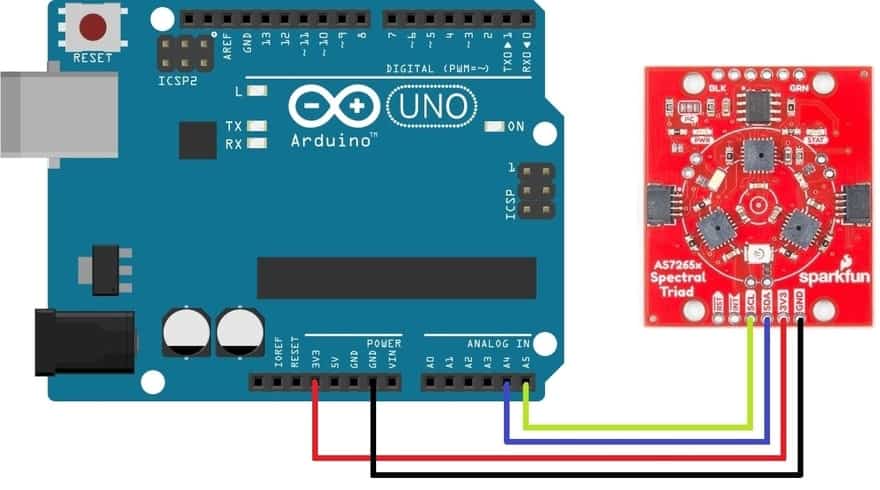 RESET
ICSP2
AREF
GND
13
12
~11
~10
~9
8
7
~6
~5
4
~3
2
TX0▶1
RX0◀0
DIGITAL (PWM=~)
L
TX
RX
UNO
Arduino™
ON
1
ICSP
POWER
ANALOG IN
IOREF
RESET
3V3
5V
GND
GND
VIN
A0
A1
A2
A3
A4
A5
BLK
GRN
I²C
PWR
STAT
AS7265x
Spectral
Triad
sparkfun
RST
INT
SCL
SDA
3V3
GND